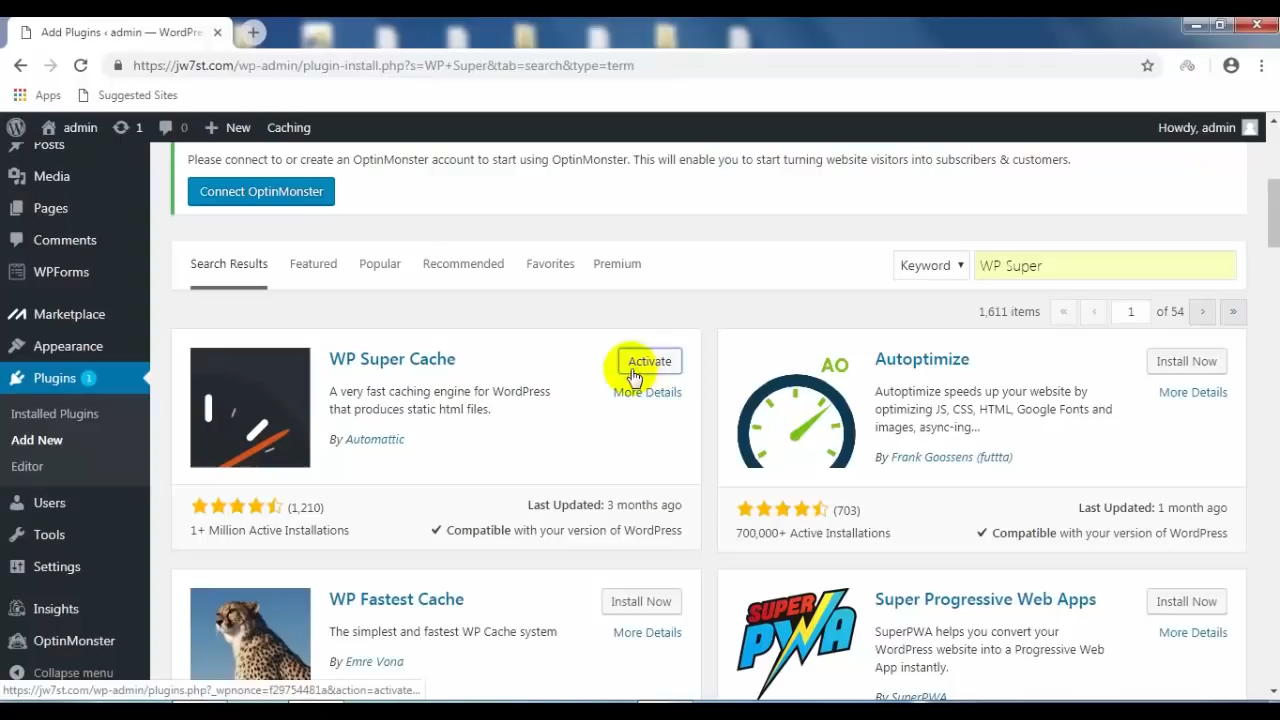 Add Plugins ‹ admin — WordPre
https://jw7st.com/wp-admin/plugin-install.php?s=WP+Super&tab=search&type=term
Apps Suggested Sites
admin 1 0 New Caching Howdy, admin
Posts
Media
Pages
Comments
WPForms
Marketplace
Appearance
Plugins 1
Installed Plugins
Add New
Editor
Users
Tools
Settings
Insights
OptinMonster
Collapse menu
Please connect to or create an OptinMonster account to start using OptinMonster. This will enable you to start turning website visitors into subscribers & customers.
Connect OptinMonster
Search Results Featured Popular Recommended Favorites Premium Keyword WP Super
1,611 items « ‹ 1 of 54 › »
WP Super Cache
Activate
More Details
A very fast caching engine for WordPress
that produces static html files.
By Automattic
(1,210)
Last Updated: 3 months ago
1+ Million Active Installations
Compatible with your version of WordPress
Autoptimize
Install Now
More Details
AO
Autoptimize speeds up your website by
optimizing JS, CSS, HTML, Google Fonts and
images, async-ing...
By Frank Goossens (futtta)
(703)
Last Updated: 1 month ago
700,000+ Active Installations
Compatible with your version of WordPress
WP Fastest Cache
Install Now
More Details
The simplest and fastest WP Cache system
By Emre Vona
SUPER
PWA
Super Progressive Web Apps
Install Now
More Details
SuperPWA helps you convert your
WordPress website into a Progressive Web
App instantly.
By SuperPWA
https://jw7st.com/wp-admin/plugins.php?_wpnonce=f29754481a&action=activate...